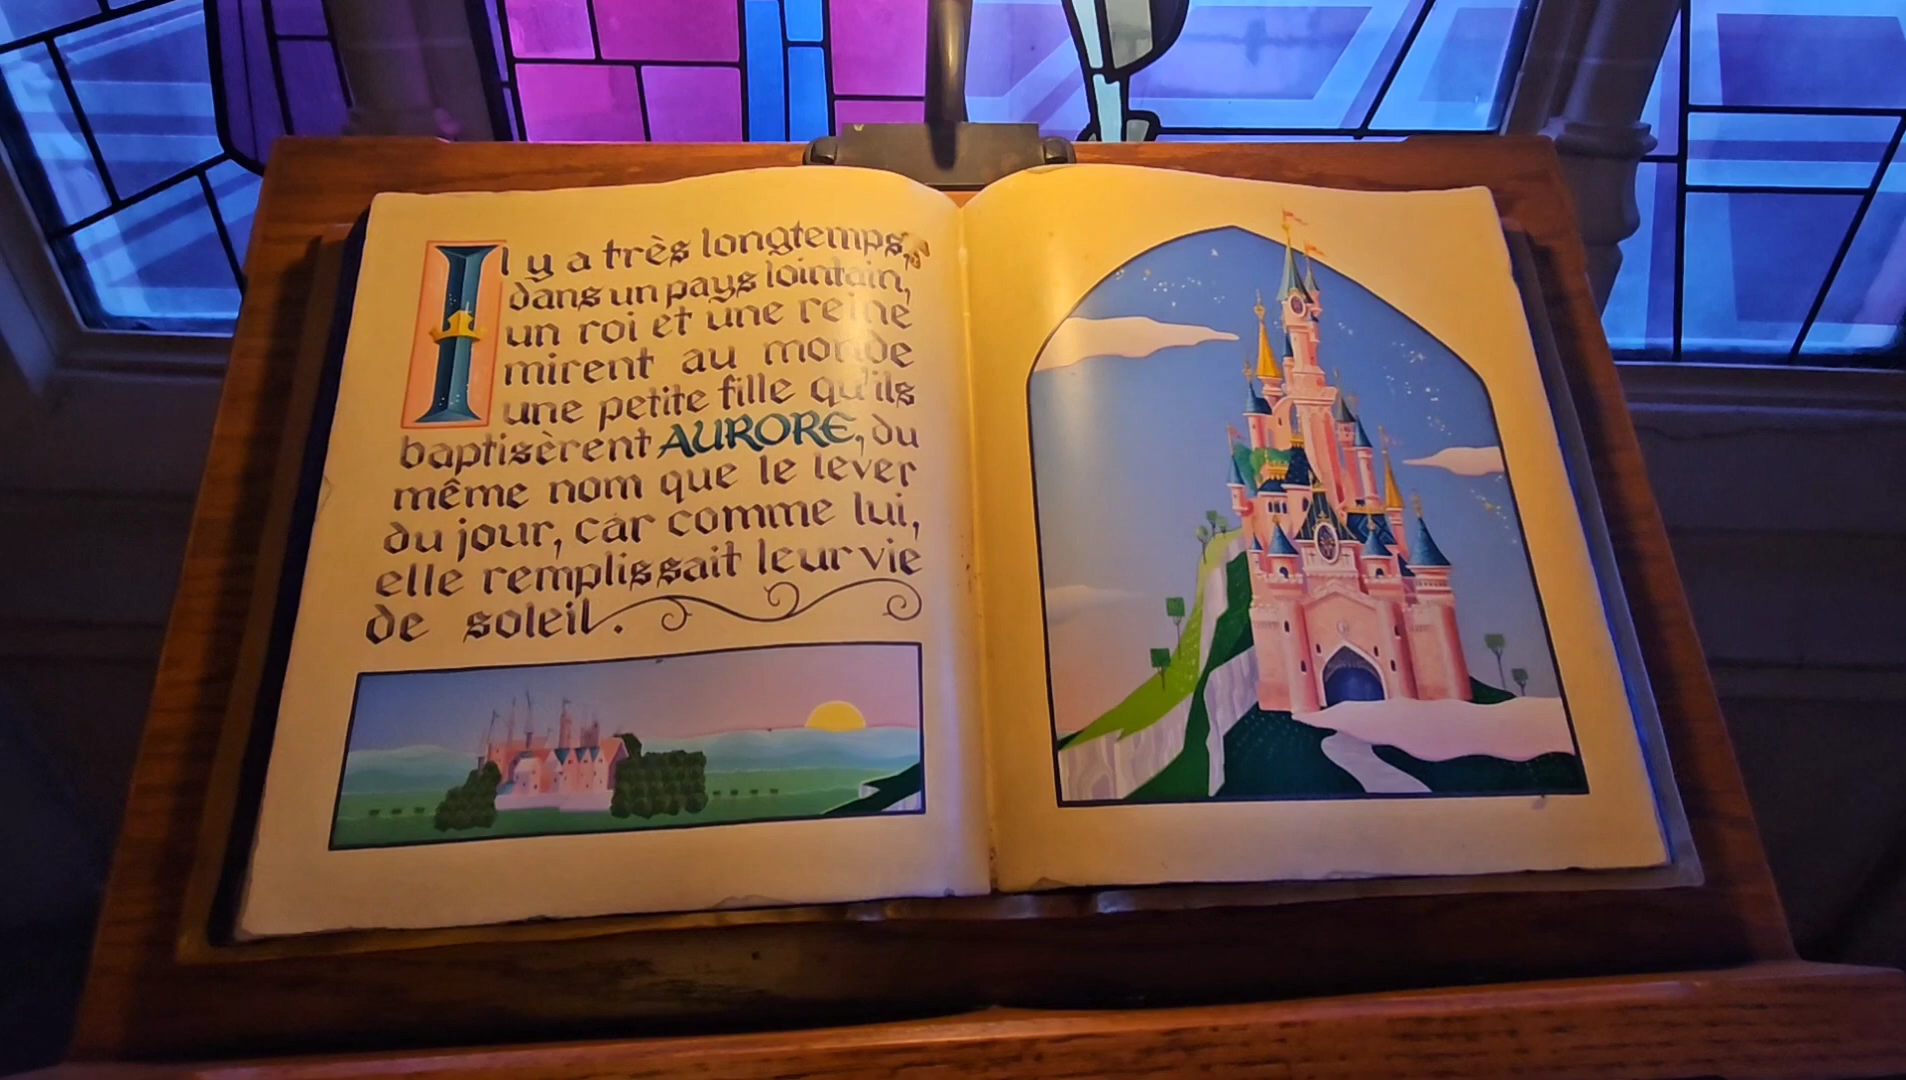 Il y a très longtemps,
dans un pays lointain,
un roi et une reine
mirent au monde
une petite fille qu'ils
baptisèrent AURORE, du
même nom que le lever
du jour, car comme lui,
elle remplissait leur vie
de soleil.